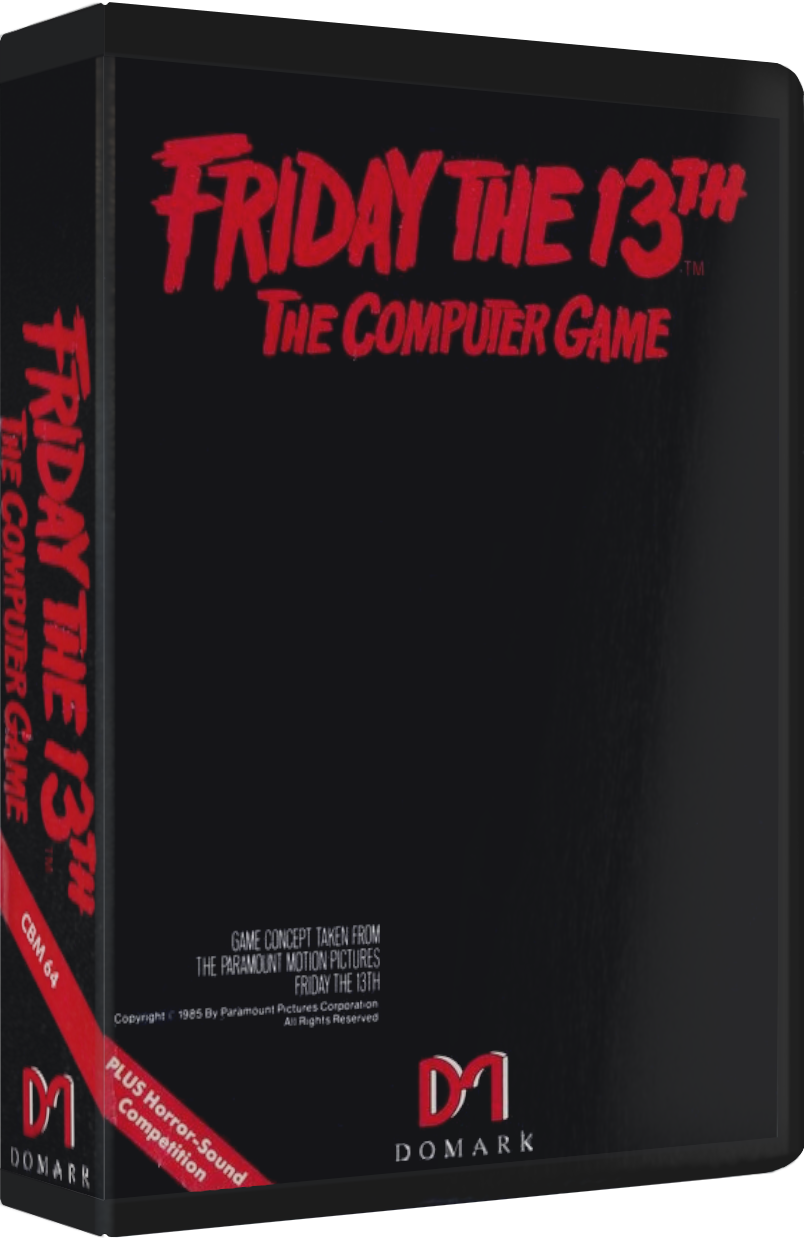 FRIDAY THE 13TH
TM
THE COMPUTER GAME
GAME CONCEPT TAKEN FROM
THE PARAMOUNT MOTION PICTURES
FRIDAY THE 13TH
Copyright © 1985 By Paramount Pictures Corporation
All Rights Reserved
PLUS Horror-Sound
Competition
DOMARK
FRIDAY THE 13TH
TM
THE COMPUTER GAME
CBM 64
DOMARK